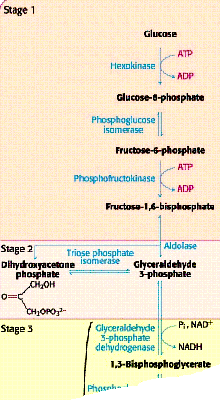 Stage 1
Glucose
ATP
Hexokinase
ADP
Glucose-6-phosphate
Phosphoglucose
isomerase
Fructose-6-phosphate
ATP
Phosphofructokinase
ADP
Fructose-1,6-bisphosphate
Stage 2
Aldolase
Triose phosphate
isomerase
Dihydroxyacetone
phosphate
Glyceraldehyde
3-phosphate
CH₂OH
O=C
CH₂OPO₃²⁻
Stage 3
Glyceraldehyde
3-phosphate
dehydrogenase
Pᵢ, NAD⁺
NADH
1,3-Bisphosphoglycerate